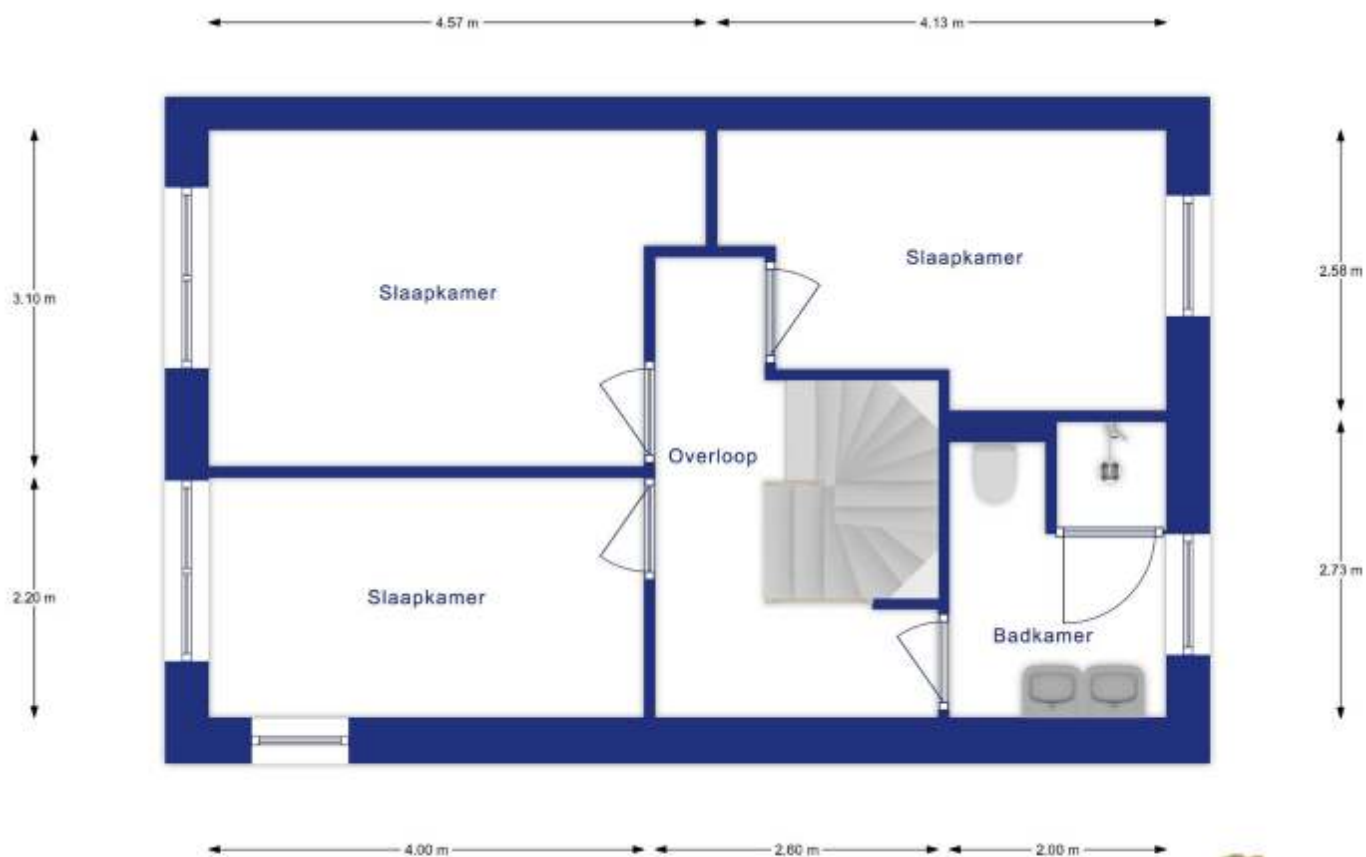 4.57 m
4.13 m
3.10 m
2.58 m
Slaapkamer
Slaapkamer
Overloop
2.20 m
Slaapkamer
2.73 m
Badkamer
4.00 m
2.60 m
2.00 m